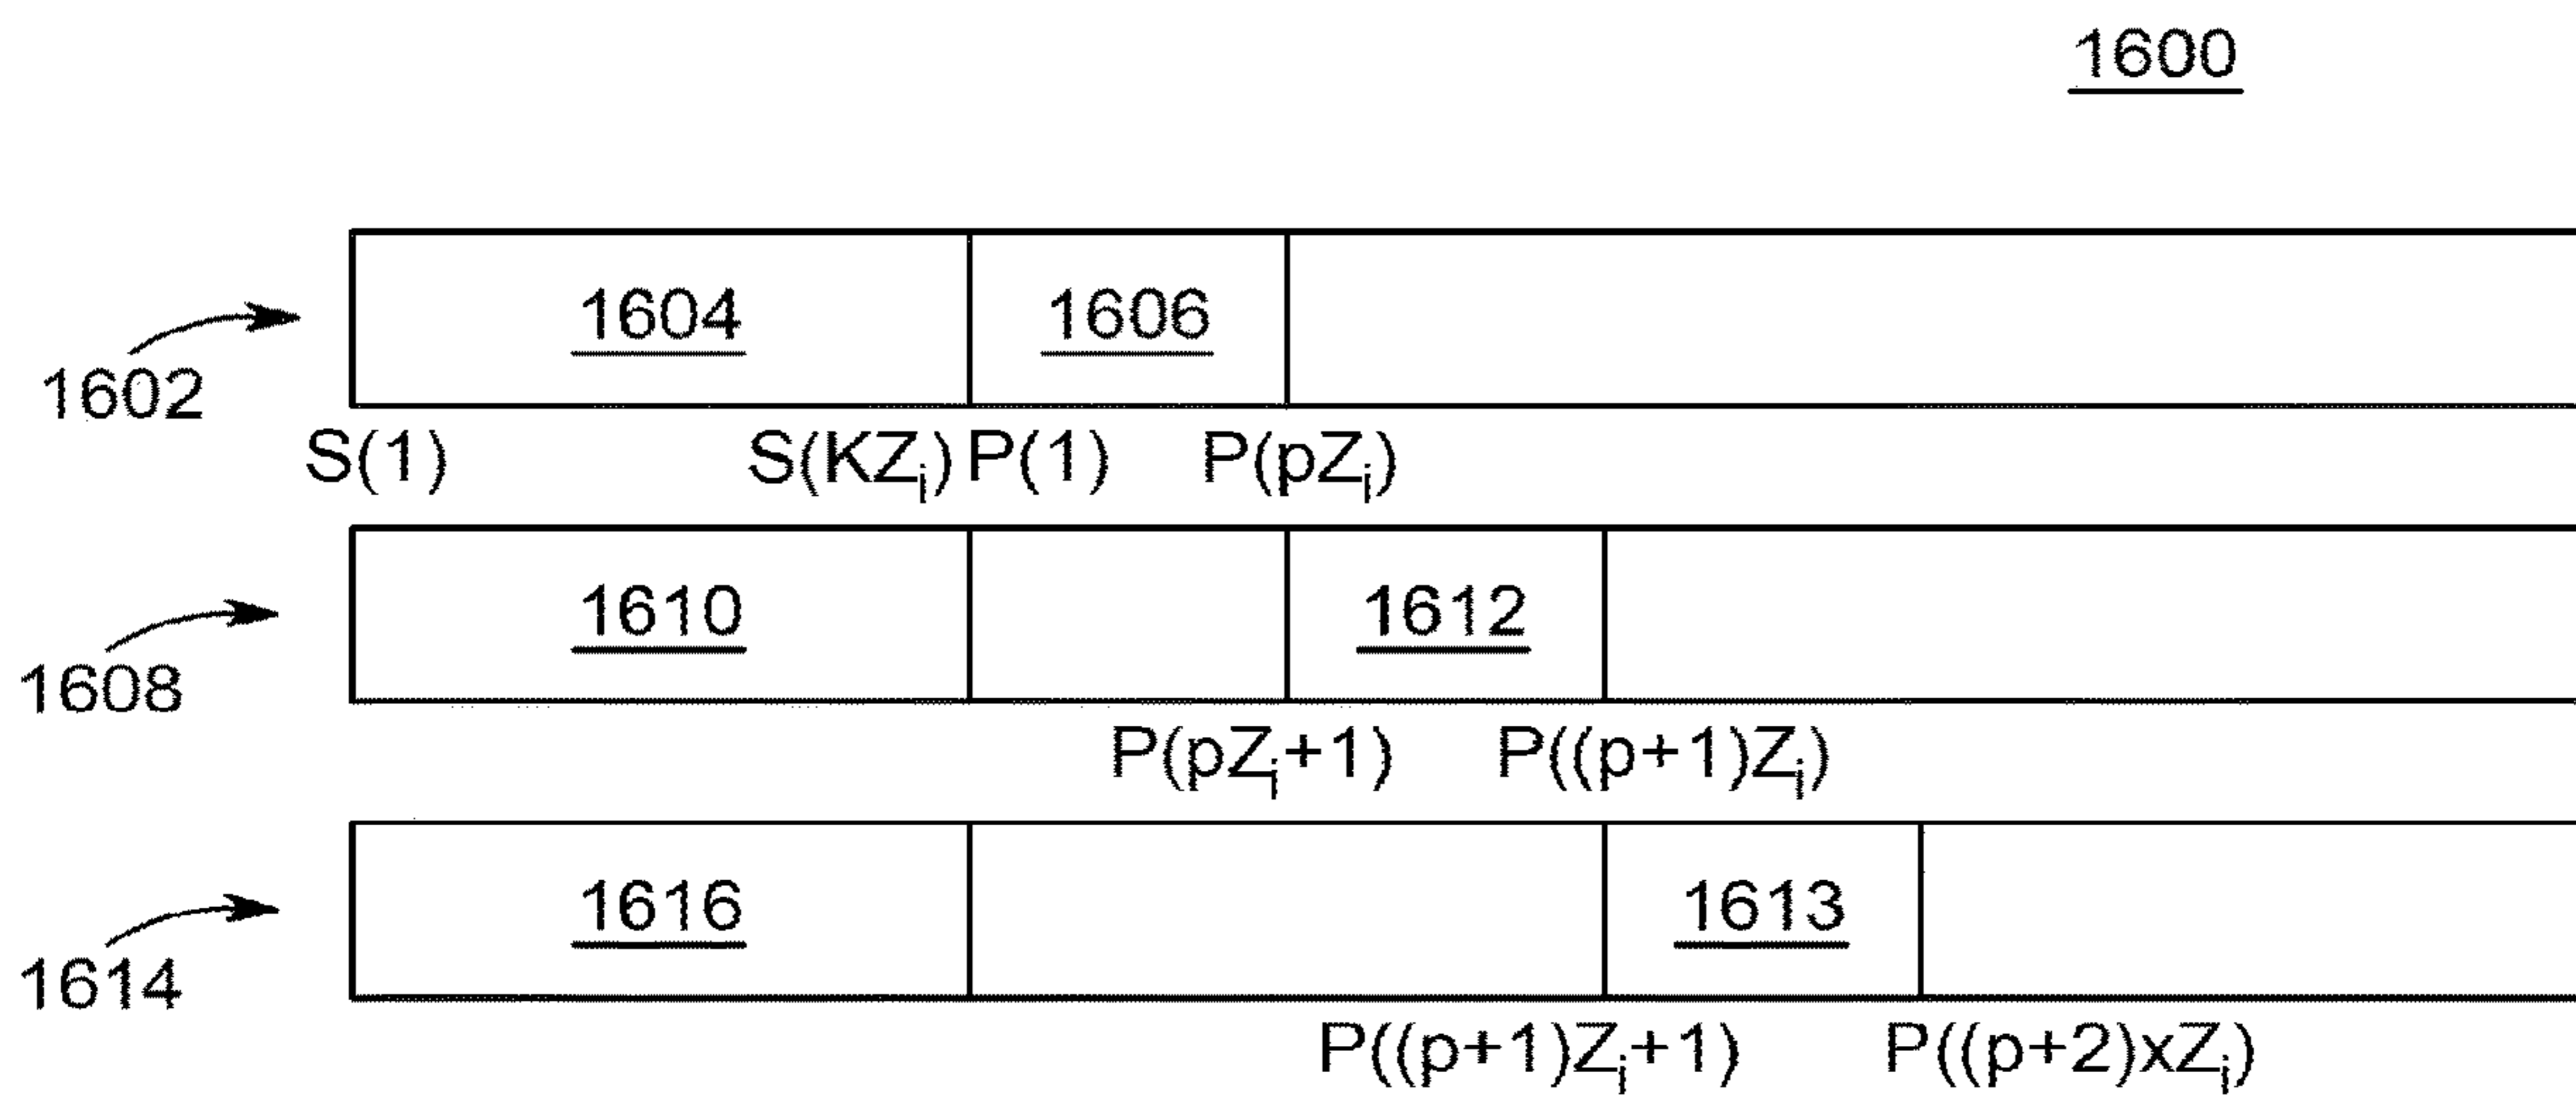 1600
1604 1606
1602
S(1) S(KZi) P(1) P(pZi)
1610 1612
1608
P(pZi+1) P((p+1)Zi)
1616 1613
1614
P((p+1)Zi+1) P((p+2)xZi)